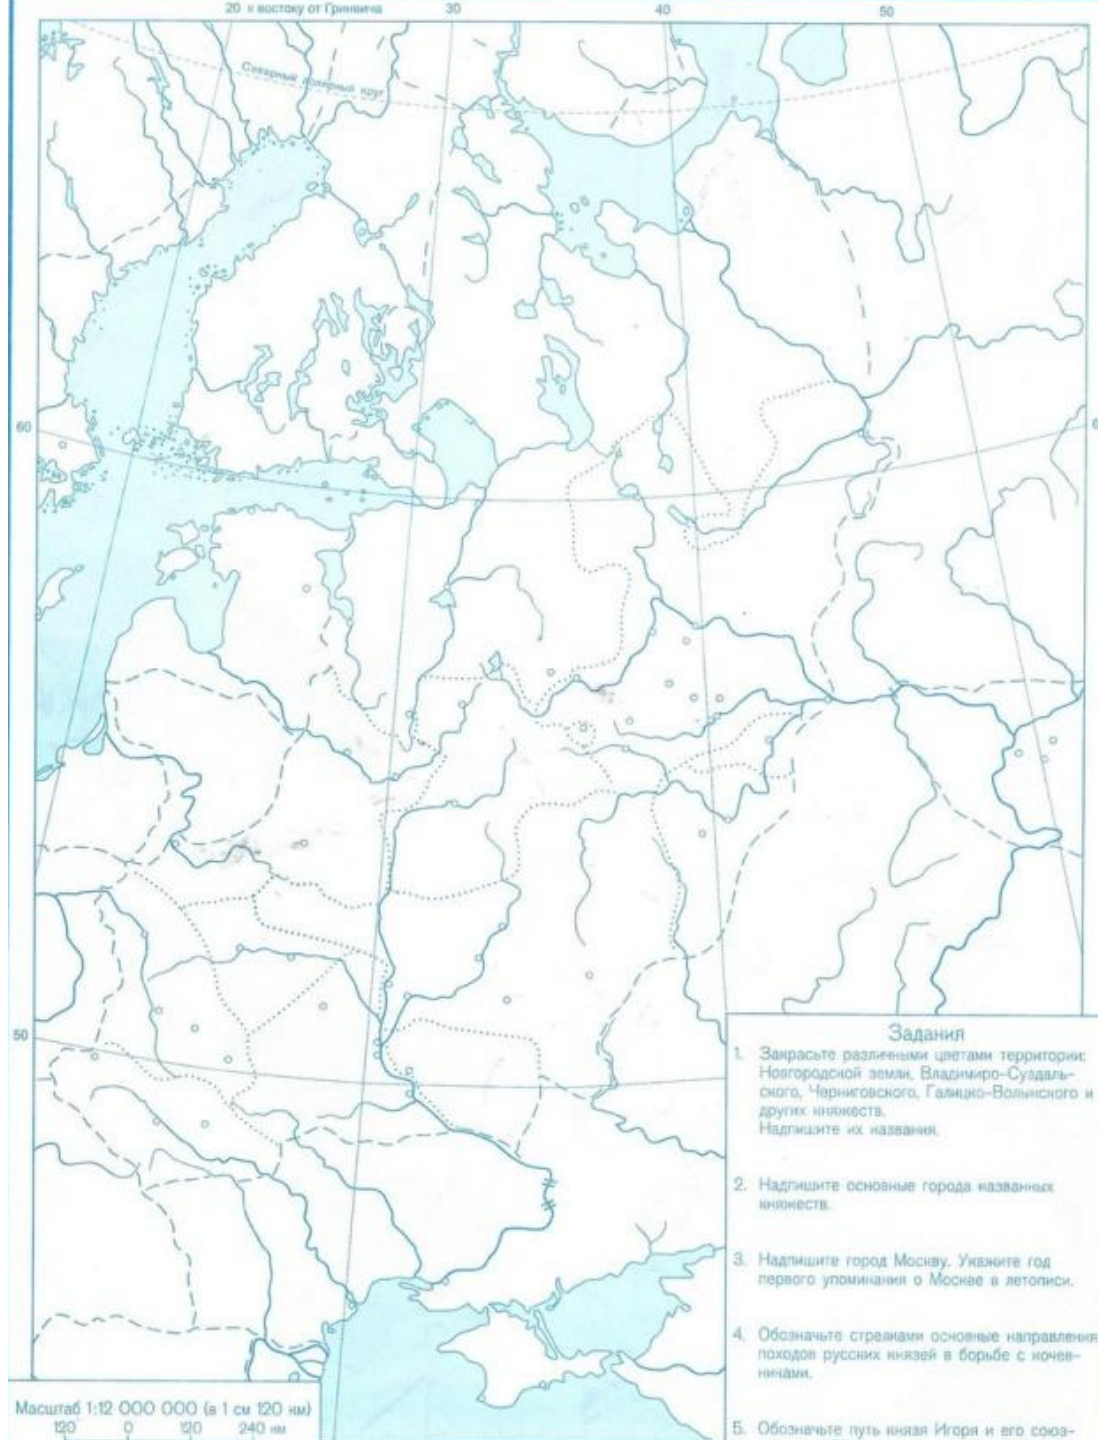 20 к востоку от Гринвича 30 40 50
Северный полярный круг
60 6
50
Задания
1. Закрасьте различными цветами территории:
Новгородской земли, Владимиро-Суздаль-
ского, Черниговского, Галицко-Волынского и
других княжеств.
Надпишите их названия.
2. Надпишите основные города названных
княжеств.
3. Надпишите город Москву. Укажите год
первого упоминания о Москве в летописи.
4. Обозначьте стрелками основные направления
походов русских князей в борьбе с кочев-
никами.
5. Обозначьте путь князя Игоря и его союз-
Масштаб 1:12 000 000 (в 1 см 120 км)
120 0 120 240 км